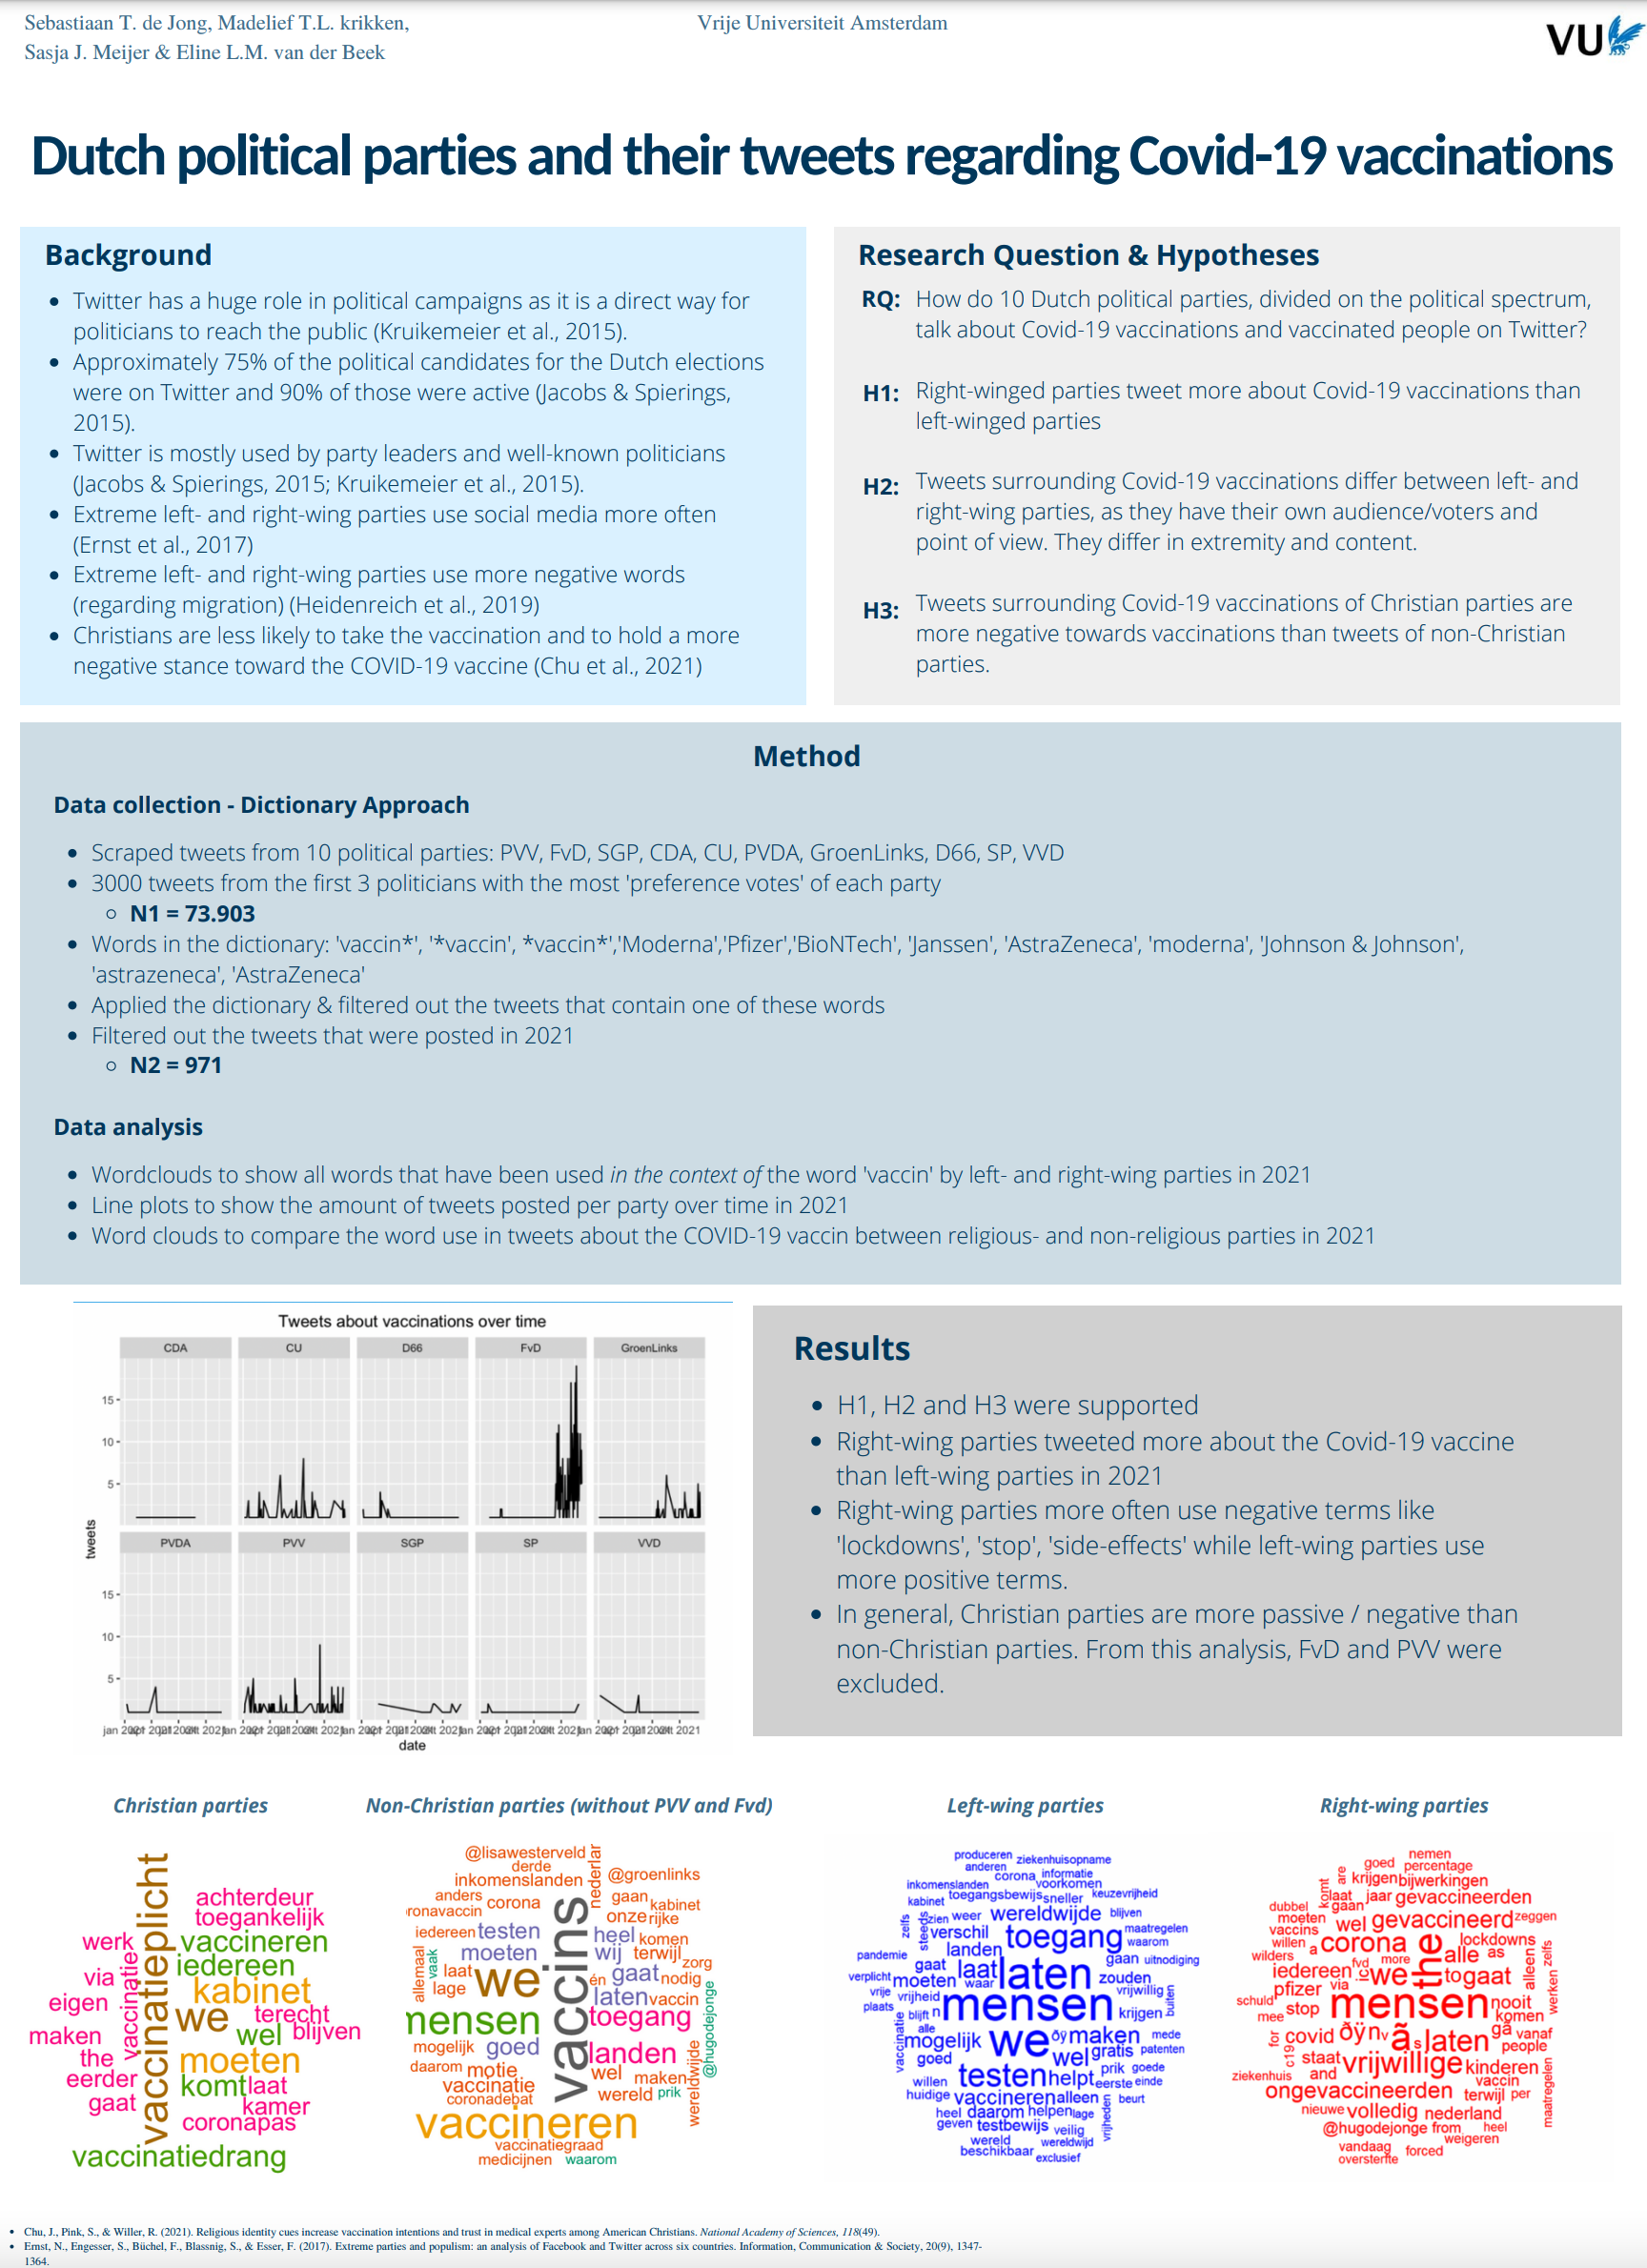 Sebastiaan T. de Jong, Madelief T.L. krikken,
Sasja J. Meijer & Eline L.M. van der Beek
Vrije Universiteit Amsterdam
VU
Dutch political parties and their tweets regarding Covid-19 vaccinations
Background
• Twitter has a huge role in political campaigns as it is a direct way for
politicians to reach the public (Kruikemeier et al., 2015).
• Approximately 75% of the political candidates for the Dutch elections
were on Twitter and 90% of those were active (Jacobs & Spierings,
2015).
• Twitter is mostly used by party leaders and well-known politicians
(Jacobs & Spierings, 2015; Kruikemeier et al., 2015).
• Extreme left- and right-wing parties use social media more often
(Ernst et al., 2017)
• Extreme left- and right-wing parties use more negative words
(regarding migration) (Heidenreich et al., 2019)
• Christians are less likely to take the vaccination and to hold a more
negative stance toward the COVID-19 vaccine (Chu et al., 2021)
Research Question & Hypotheses
RQ: How do 10 Dutch political parties, divided on the political spectrum,
talk about Covid-19 vaccinations and vaccinated people on Twitter?
H1: Right-winged parties tweet more about Covid-19 vaccinations than
left-winged parties
H2: Tweets surrounding Covid-19 vaccinations differ between left- and
right-wing parties, as they have their own audience/voters and
point of view. They differ in extremity and content.
H3: Tweets surrounding Covid-19 vaccinations of Christian parties are
more negative towards vaccinations than tweets of non-Christian
parties.
Method
Data collection - Dictionary Approach
• Scraped tweets from 10 political parties: PVV, FvD, SGP, CDA, CU, PVDA, GroenLinks, D66, SP, VVD
• 3000 tweets from the first 3 politicians with the most 'preference votes' of each party
○ N1 = 73.903
• Words in the dictionary: 'vaccin*', '*vaccin', *vaccin*','Moderna','Pfizer','BioNTech', 'Janssen', 'AstraZeneca', 'moderna', 'Johnson & Johnson',
'astrazeneca', 'AstraZeneca'
• Applied the dictionary & filtered out the tweets that contain one of these words
• Filtered out the tweets that were posted in 2021
○ N2 = 971
Data analysis
• Wordclouds to show all words that have been used in the context of the word 'vaccin' by left- and right-wing parties in 2021
• Line plots to show the amount of tweets posted per party over time in 2021
• Word clouds to compare the word use in tweets about the COVID-19 vaccin between religious- and non-religious parties in 2021
Tweets about vaccinations over time
CDA CU D66 FvD GroenLinks
15
10
5
tweets
PVDA PVV SGP SP VVD
15
10
5
date
Results
• H1, H2 and H3 were supported
• Right-wing parties tweeted more about the Covid-19 vaccine
than left-wing parties in 2021
• Right-wing parties more often use negative terms like
'lockdowns', 'stop', 'side-effects' while left-wing parties use
more positive terms.
• In general, Christian parties are more passive / negative than
non-Christian parties. From this analysis, FvD and PVV were
excluded.
Christian parties
vaccinatieplicht
achterdeur
toegankelijk
werk
vaccineren
iedereen
via
vaccinatie
kabinet
eigen
we
terecht
maken
wel
blijven
the
moeten
eerder
komt
laat
gaat
kamer
coronapas
vaccinatiedrang
Non-Christian parties (without PVV and Fvd)
@lisawesterveld
derde
nederlar
inkomenslanden
@groenlinks
anders
corona
gaan
kabinet
ronavaccin
onze
rijke
iedereen
testen
vaccins
heel
komen
allemaal
vaak
moeten
wij
terwijl
zorg
laat
we
én
gaat
nodig
lage
laten
vaccin
mensen
toegang
mogelijk
goed
landen
@hugodejonge
daarom
motie
wel
maken
wereldwijde
vaccinatie
wereld
prik
coronadebat
vaccineren
vaccinatiegraad
medicijnen
waarom
Left-wing parties
produceren
ziekenhuisopname
anderen
corona
informatie
inkomenslanden
voorkomen
kabinet
toegangsbewijs
sneller
keuzevrijheid
zelfs
steeds
zien
weer
wereldwijde
blijven
verschil
toegang
maatregelen
waarom
pandemie
landen
gaan
uitnodiging
gaat
laat
laten
zouden
verplicht
moeten
waar
vrijwillig
vrije
vrijheid
mensen
buiten
plaats
blijft
n
krijgen
alle
vaccinatie
mogelijk
we
ðÿ
maken
mede
goed
wel
gratis
patenten
willen
testen
helpt
prik
goede
eerste
einde
huidige
vaccineren
alleen
beurt
heel
daarom
helpen
lage
vrijheden
geven
testbewijs
veilig
wereld
wereldwijd
beschikbaar
exclusief
Right-wing parties
nemen
goed
percentage
are
krijgen
bijwerkingen
komt
laat
jaar
gevaccineerden
dubbel
gaan
moeten
wel
gevaccineerd
zeggen
vaccins
willen
a
corona
the
lockdowns
wilders
alle
as
zelfs
fvd
more
alleen
iedereen
ic
we
to
gaat
werken
pfizer
via
schuld
stop
mensen
nooit
mee
komen
for
covid
ðÿ
n
v
ã
s
laten
gã
vanaf
people
c19
staat
vrijwillige
kinderen
ziekenhuis
and
vaccin
maatregelen
ongevaccineerden
terwijl
per
nieuwe
volledig
nederland
@hugodejonge
from
heel
weigeren
vandaag
forced
oversterfte
• Chu, J., Pink, S., & Willer, R. (2021). Religious identity cues increase vaccination intentions and trust in medical experts among American Christians. National Academy of Sciences, 118(49).
• Ernst, N., Engesser, S., Büchel, F., Blassnig, S., & Esser, F. (2017). Extreme parties and populism: an analysis of Facebook and Twitter across six countries. Information, Communication & Society, 20(9), 1347-
1364.